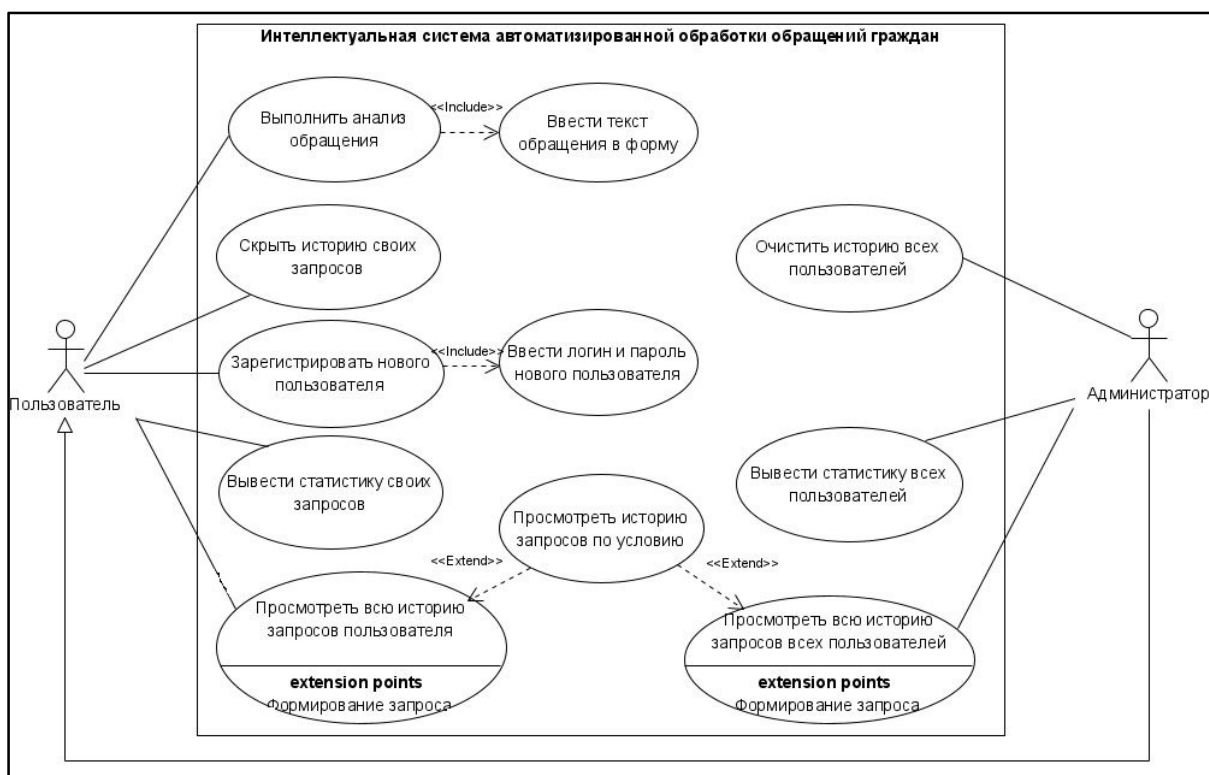 Интеллектуальная система автоматизированной обработки обращений граждан
Выполнить анализ
обращения
<<Include>>
Ввести текст
обращения в форму
Скрыть историю своих
запросов
Очистить историю всех
пользователей
Зарегистрировать нового
пользователя
<<Include>>
Ввести логин и пароль
нового пользователя
Пользователь
Администратор
Вывести статистику своих
запросов
Вывести статистику всех
пользователей
Просмотреть историю
запросов по условию
<<Extend>>
<<Extend>>
Просмотреть всю историю
запросов пользователя
extension points
Формирование запроса
Просмотреть всю историю
запросов всех пользователей
extension points
Формирование запроса